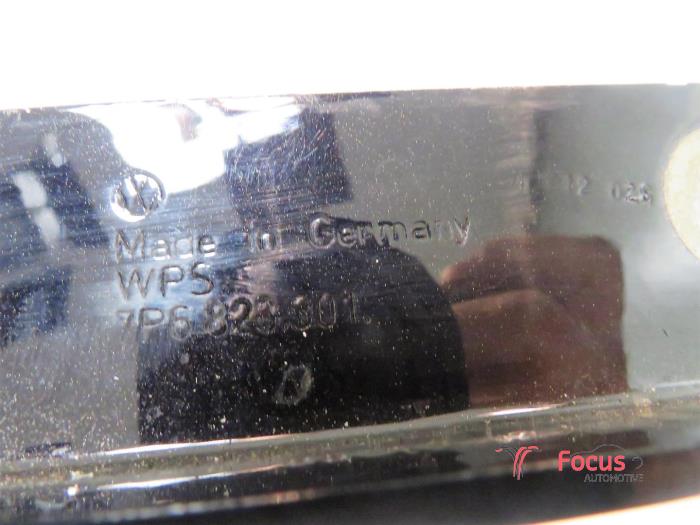 Made in Germany
WPS
7P6.823.301.
D
Focus
AUTOMOTIVE